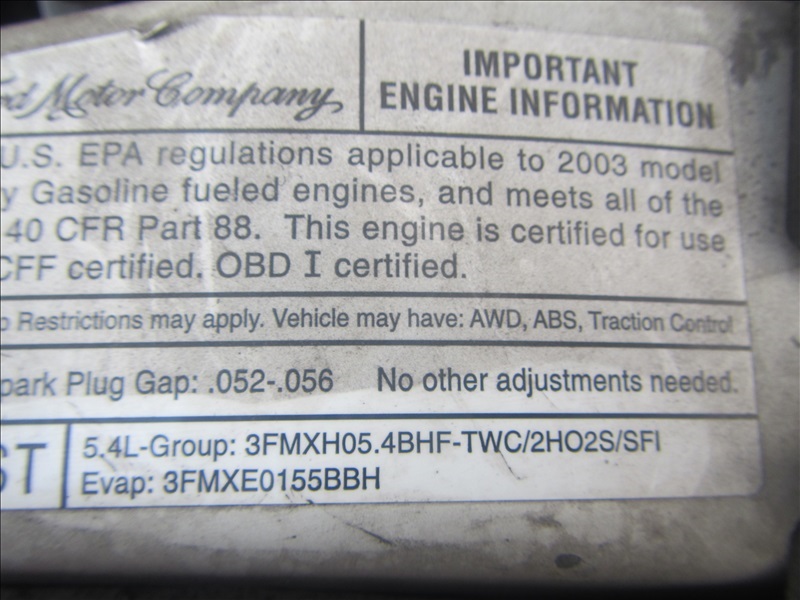 Motor Company
IMPORTANT
ENGINE INFORMATION
U.S. EPA regulations applicable to 2003 model
y Gasoline fueled engines, and meets all of the
40 CFR Part 88. This engine is certified for use
CFF certified. OBD I certified.
o Restrictions may apply. Vehicle may have: AWD, ABS, Traction Control
park Plug Gap: .052-.056 No other adjustments needed.
ST
5.4L-Group: 3FMXH05.4BHF-TWC/2HO2S/SFI
Evap: 3FMXE0155BBH